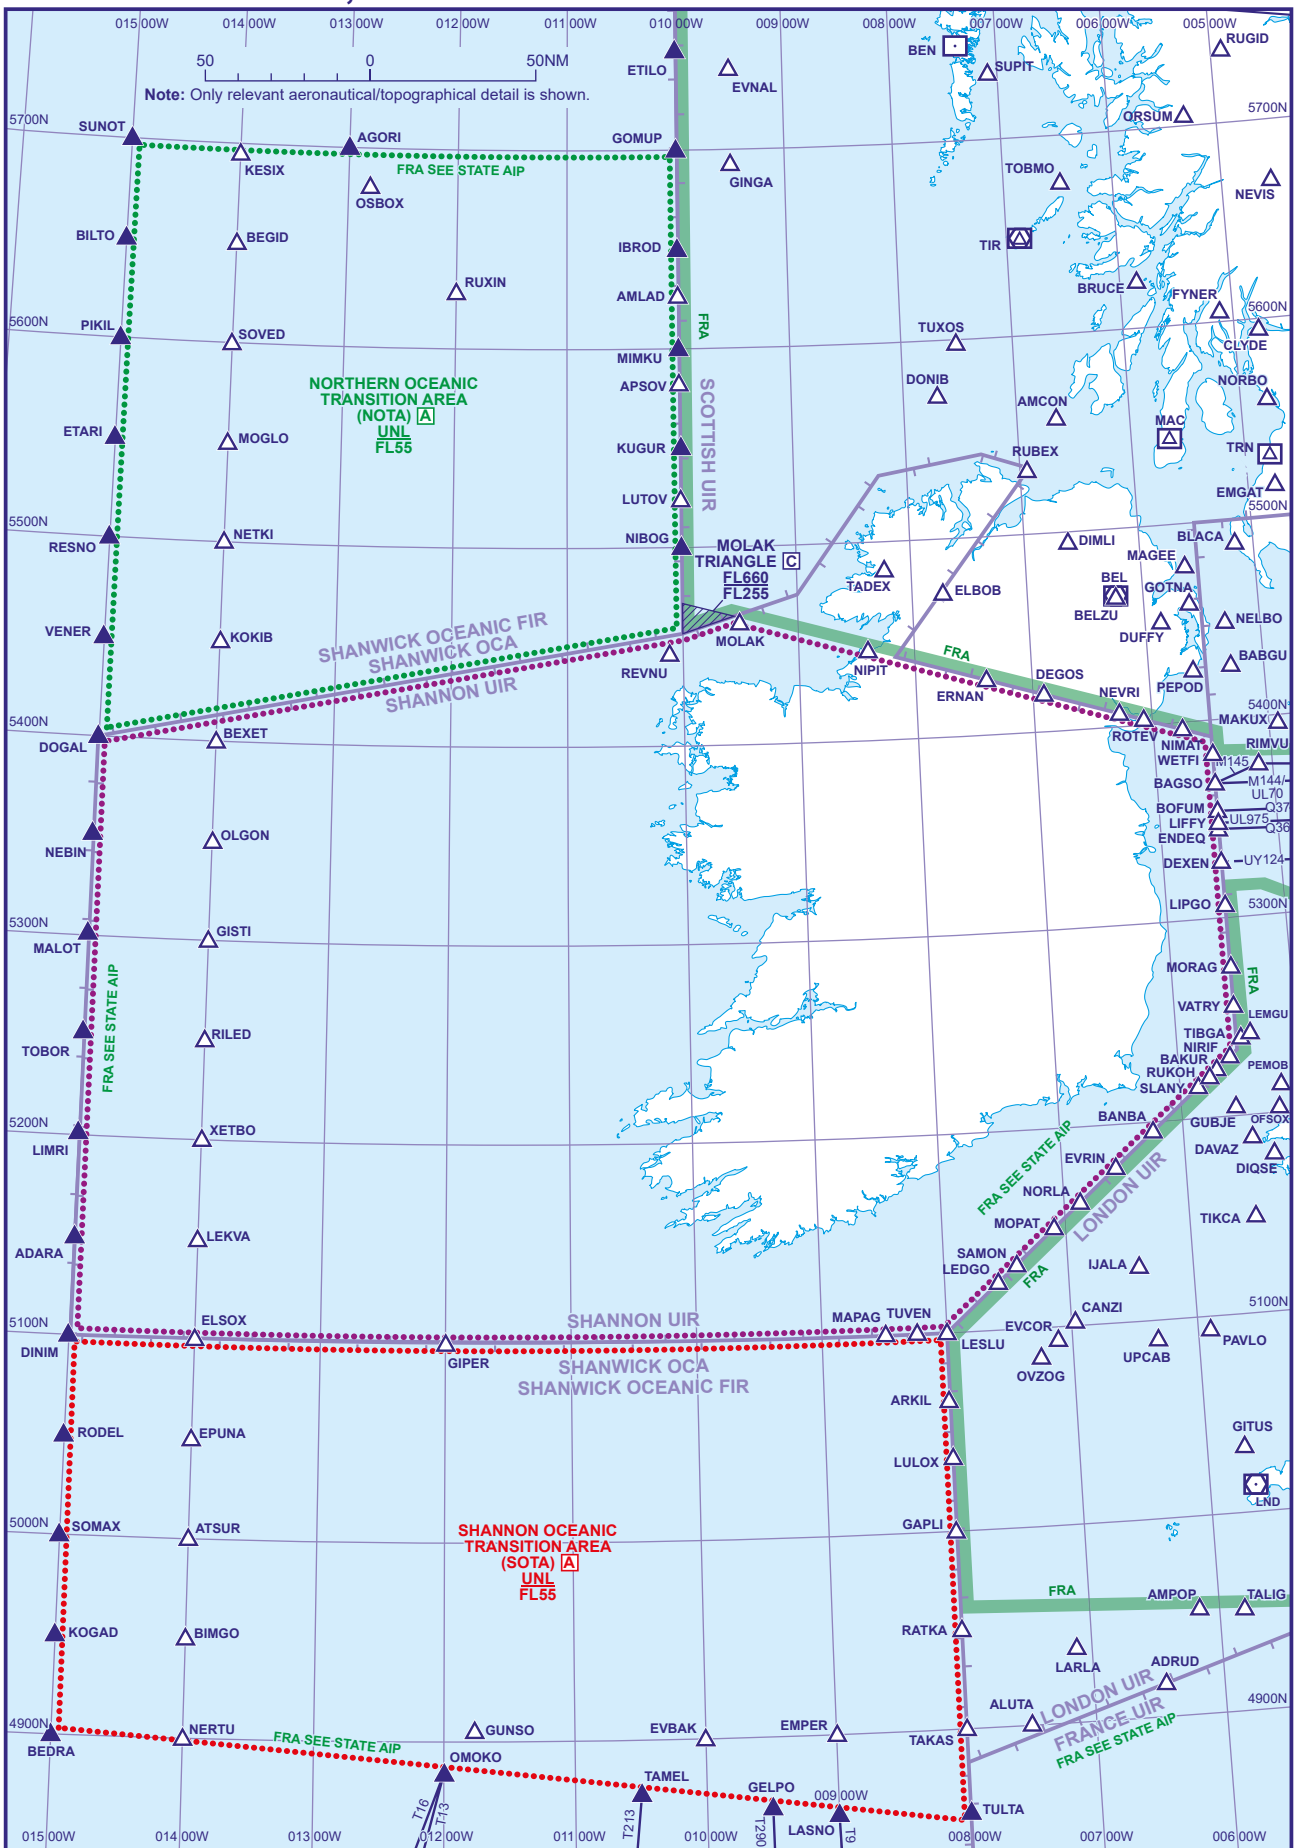 015 00W
014 00W
013 00W
012 00W
011 00W
010 00W
009 00W
008 00W
007 00W
006 00W
005 00W
50
0
50NM
Note: Only relevant aeronautical/topographical detail is shown.
BEN
RUGID
ETILO
EVNAL
SUPIT
5700N
SUNOT
AGORI
GOMUP
ORSUM
5700N
KESIX
FRA SEE STATE AIP
GINGA
TOBMO
NEVIS
OSBOX
BILTO
BEGID
IBROD
TIR
RUXIN
AMLAD
BRUCE
FYNER
5600N
PIKIL
SOVED
FRA
TUXOS
5600N
CLYDE
MIMKU
NORTHERN OCEANIC
TRANSITION AREA
(NOTA) A
UNL
FL55
APSOV
SCOTTISH UIR
DONIB
AMCON
NORBO
MAC
ETARI
MOGLO
KUGUR
RUBEX
TRN
LUTOV
EMGAT
5500N
5500N
RESNO
NETKI
NIBOG
MOLAK
TRIANGLE C
FL660
FL255
DIMLI
BLACA
MAGEE
TADEX
ELBOB
BEL
BELZU
GOTNA
VENER
KOKIB
SHANWICK OCEANIC FIR
SHANWICK OCA
SHANNON UIR
REVNU
MOLAK
NIPIT
FRA
DUFFY
NELBO
BABGU
ERNAN
DEGOS
PEPOD
NEVRI
5400N
5400N
DOGAL
BEXET
ROTEV
NIMAT
WETFI
MAKUX
RIMVU
M145
BAGSO
M144/
UL70
BOFUM
Q37
LIFFY
UL975
ENDEQ
Q36
NEBIN
OLGON
DEXEN
UY124
5300N
5300N
MALOT
GISTI
LIPGO
FRA SEE STATE AIP
MORAG
FRA
VATRY
TOBOR
RILED
LEMGU
TIBGA
NIRIF
BAKUR
RUKOH
SLANY
PEMOB
5200N
LIMRI
XETBO
BANBA
GUBJE
OFSOX
DAVAZ
DIQSE
FRA SEE STATE AIP
EVRIN
LONDON UIR
NORLA
TIKCA
ADARA
LEKVA
MOPAT
SAMON
LEDGO
FRA
IJALA
5100N
5100N
DINIM
ELSOX
SHANNON UIR
GIPER
SHANWICK OCA
SHANWICK OCEANIC FIR
MAPAG
TUVEN
LESLU
EVCOR
CANZI
OVZOG
UPCAB
PAVLO
ARKIL
RODEL
EPUNA
LULOX
GITUS
LND
5000N
SOMAX
ATSUR
GAPLI
SHANNON OCEANIC
TRANSITION AREA
(SOTA) A
UNL
FL55
FRA
AMPOP
TALIG
KOGAD
BIMGO
RATKA
LARLA
ADRUD
LONDON UIR
FRANCE UIR
FRA SEE STATE AIP
4900N
4900N
BEDRA
NERTU
FRA SEE STATE AIP
GUNSO
EVBAK
EMPER
TAKAS
ALUTA
OMOKO
TAMEL
GELPO
009 00W
LASNO
TULTA
T16
T13
T213
T290
T9
015 00W
014 00W
013 00W
012 00W
011 00W
010 00W
008 00W
007 00W
006 00W